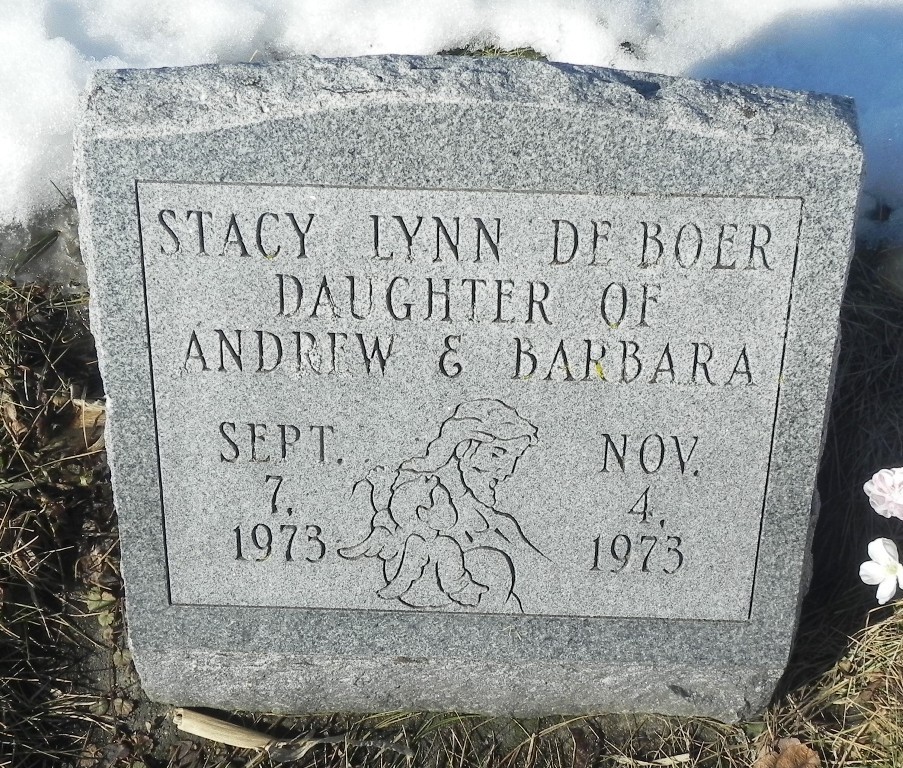 STACY LYNN DE BOER
DAUGHTER OF
ANDREW & BARBARA
SEPT.
7,
1973
NOV.
4,
1973